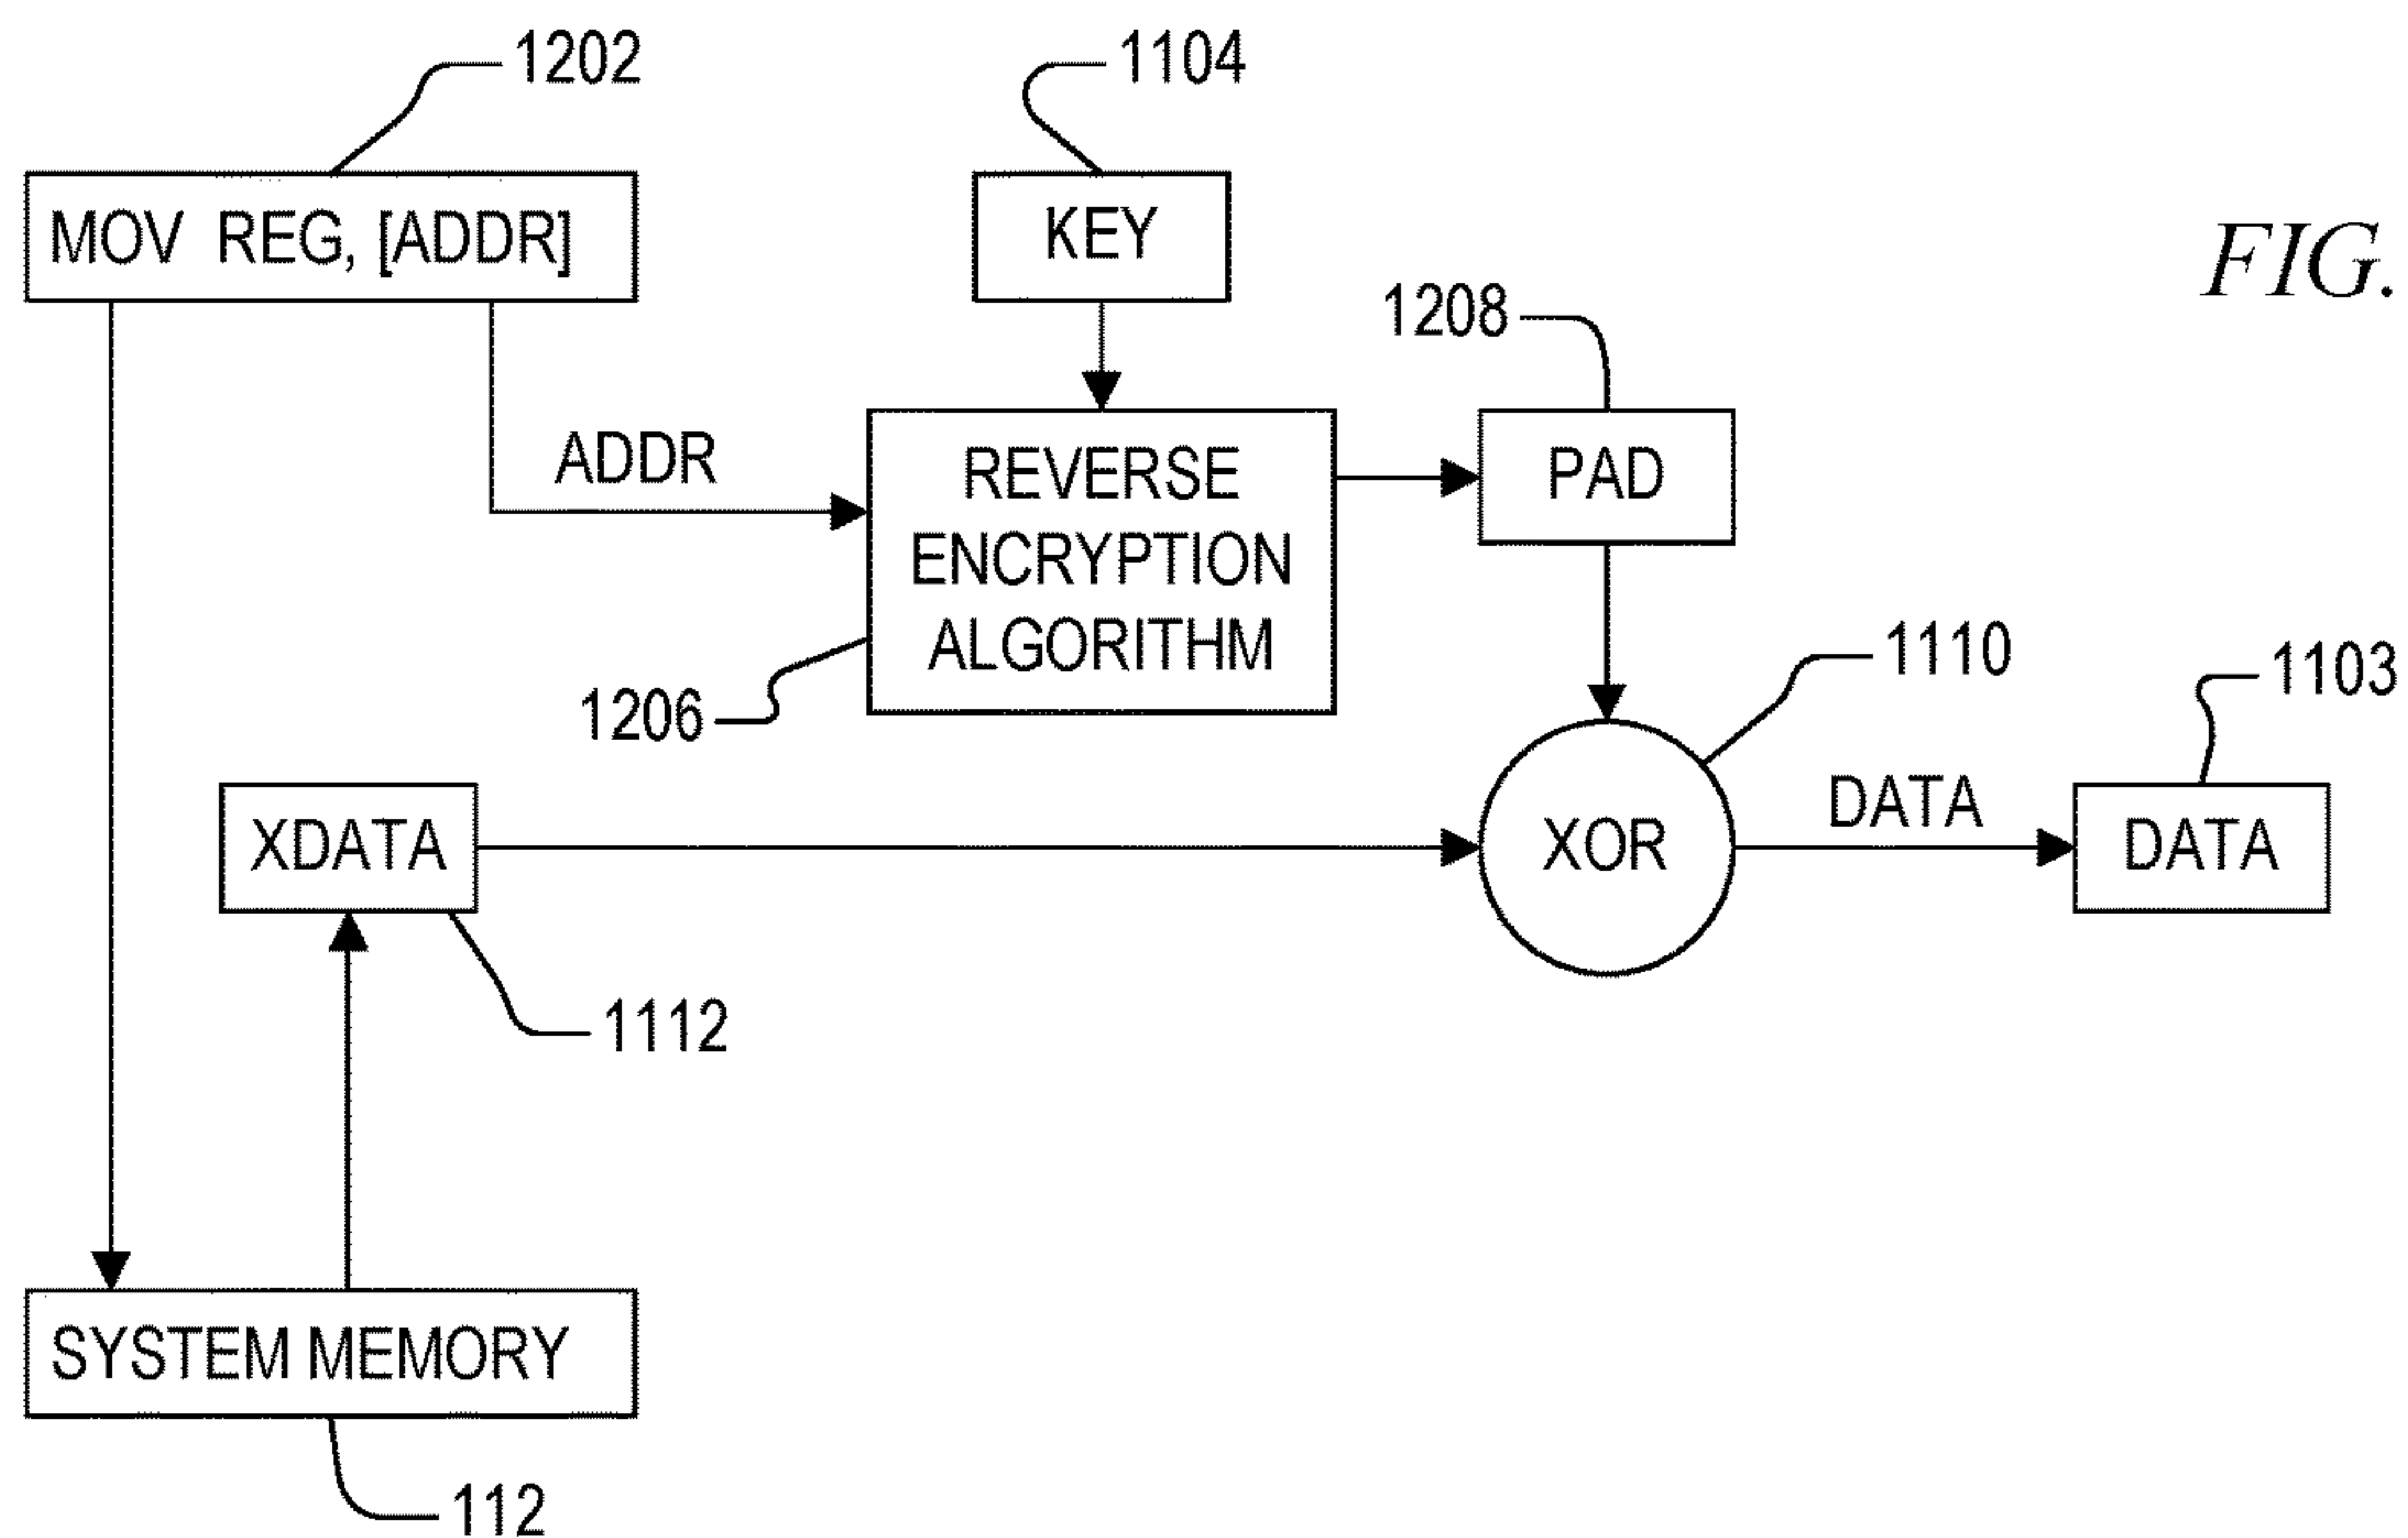 1202
1104
MOV REG, [ADDR]
KEY
FIG.
1208
ADDR
REVERSE
ENCRYPTION
ALGORITHM
PAD
1206
1110
1103
XDATA
XOR
DATA
DATA
1112
SYSTEM MEMORY
112